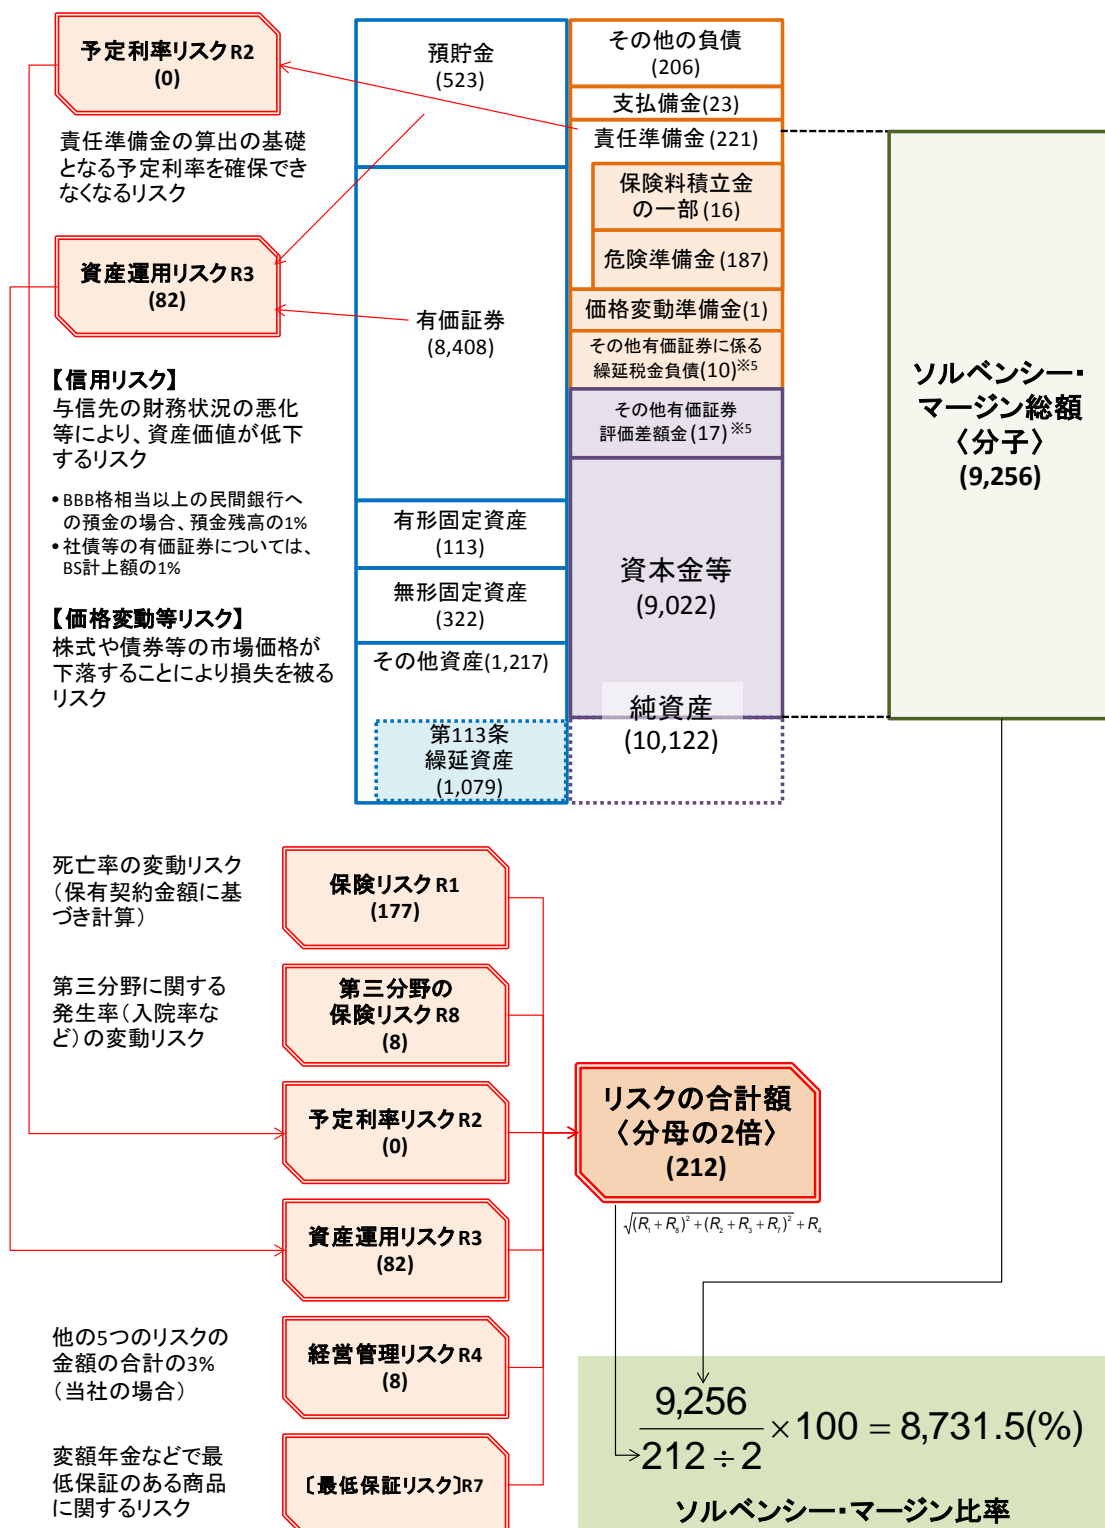 予定利率リスクR2
(0)
責任準備金の算出の基礎
となる予定利率を確保でき
なくなるリスク
資産運用リスクR3
(82)
【信用リスク】
与信先の財務状況の悪化
等により、資産価値が低下
するリスク
•BBB格相当以上の民間銀行へ
の預金の場合、預金残高の1%
•社債等の有価証券については、
BS計上額の1%
【価格変動等リスク】
株式や債券等の市場価格が
下落することにより損失を被る
リスク
預貯金
(523)
有価証券
(8,408)
有形固定資産
(113)
無形固定資産
(322)
その他資産(1,217)
第113条
繰延資産
(1,079)
その他の負債
(206)
支払備金(23)
責任準備金(221)
保険料積立金
の一部(16)
危険準備金(187)
価格変動準備金(1)
その他有価証券に係る
繰延税金負債(10)※5
その他有価証券
評価差額金(17)※5
資本金等
(9,022)
純資産
(10,122)
ソルベンシー・
マージン総額
〈分子〉
(9,256)
死亡率の変動リスク
(保有契約金額に基
づき計算)
保険リスクR1
(177)
第三分野に関する
発生率(入院率な
ど)の変動リスク
第三分野の
保険リスクR8
(8)
予定利率リスクR2
(0)
資産運用リスクR3
(82)
他の5つのリスクの
金額の合計の3%
(当社の場合)
経営管理リスクR4
(8)
変額年金などで最
低保証のある商品
に関するリスク
〔最低保証リスク〕R7
リスクの合計額
〈分母の2倍〉
(212)
√(R₁+R₈)²+(R₂+R₃+R₇)²+R₄
9,256
212÷2
×100=8,731.5(%)
ソルベンシー・マージン比率